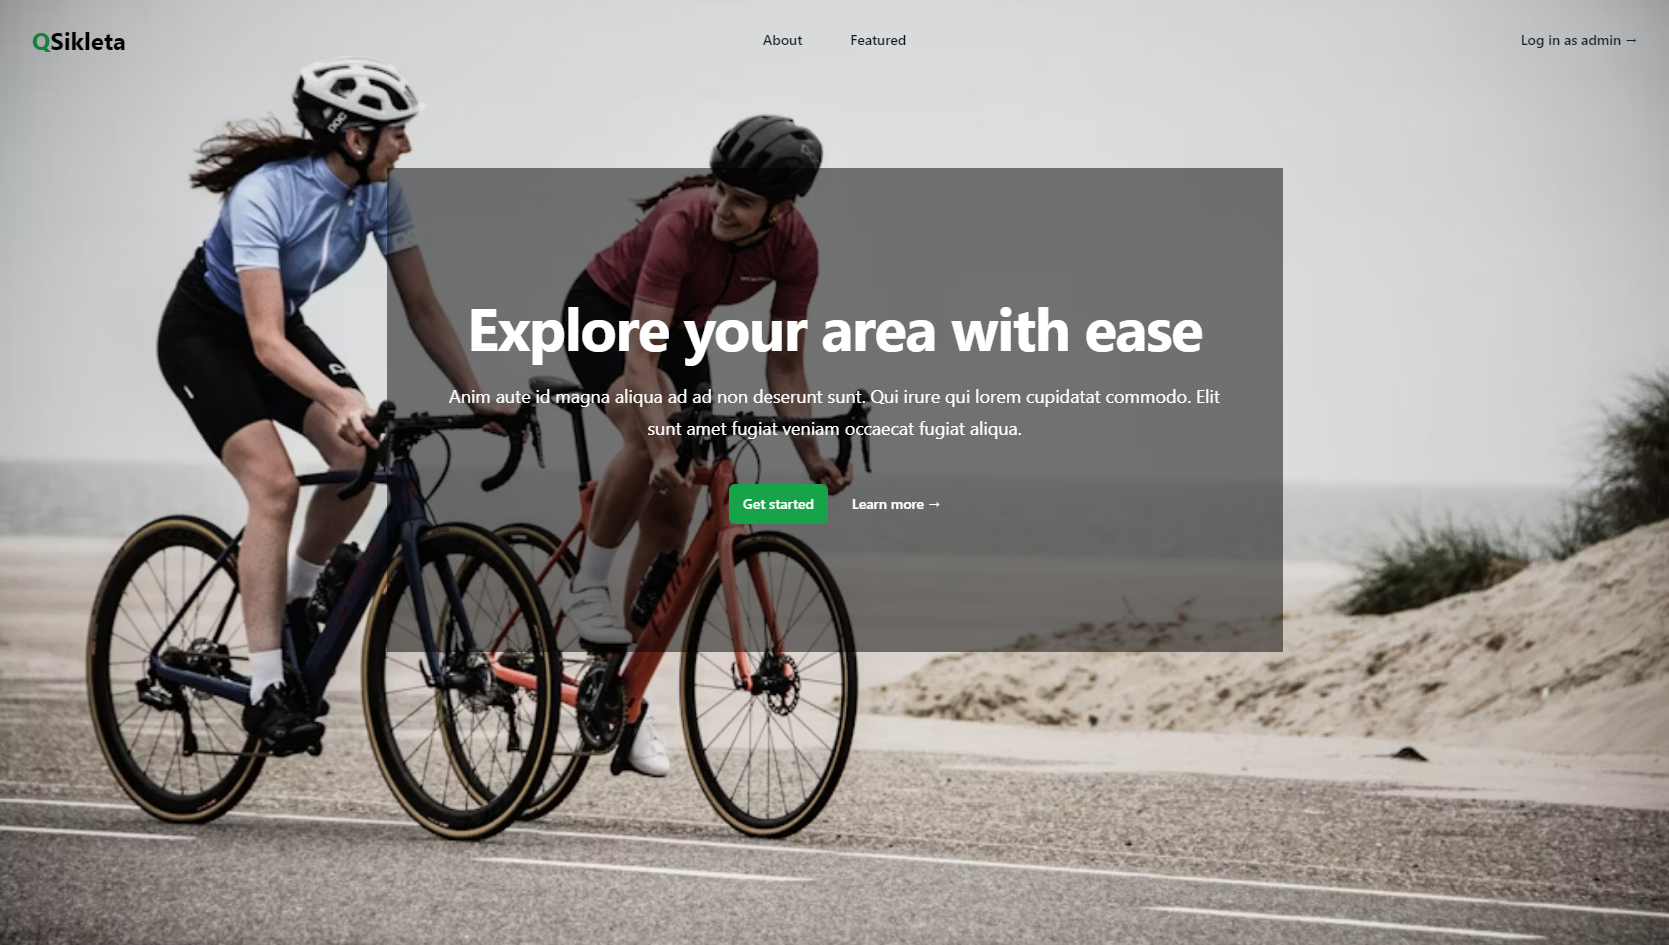 QSikleta
About
Featured
Log in as admin →
POC
Explore your area with ease
Anim aute id magna aliqua ad ad non deserunt sunt. Qui irure qui lorem cupidatat commodo. Elit
sunt amet fugiat veniam occaecat fugiat aliqua.
Get started
Learn more →